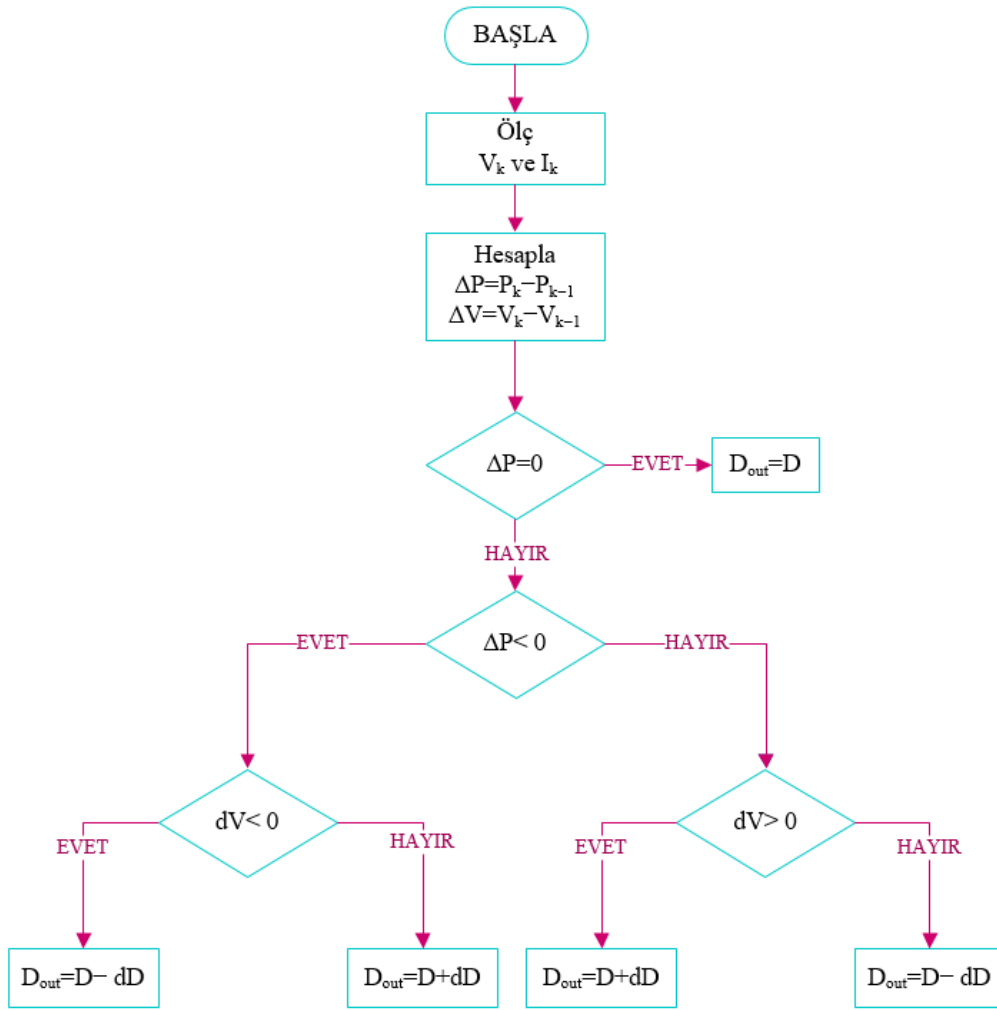 BAŞLA
Ölç
Vₖ ve Iₖ
Hesapla
ΔP=Pₖ−Pₖ₋₁
ΔV=Vₖ−Vₖ₋₁
ΔP=0
EVET
Dₒᵤₜ=D
HAYIR
ΔP< 0
EVET
HAYIR
dV< 0
dV> 0
EVET
HAYIR
EVET
HAYIR
Dₒᵤₜ=D− dD
Dₒᵤₜ=D+dD
Dₒᵤₜ=D+dD
Dₒᵤₜ=D− dD